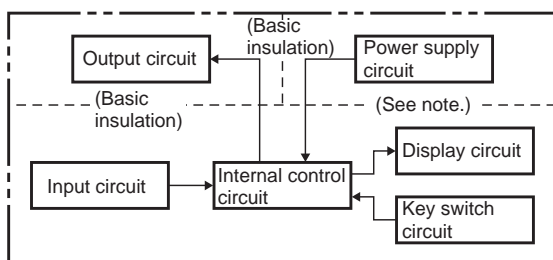 (Basic
insulation)
Output circuit
Power supply
circuit
(Basic
insulation)
(See note.)
Input circuit
Internal control
circuit
Display circuit
Key switch
circuit